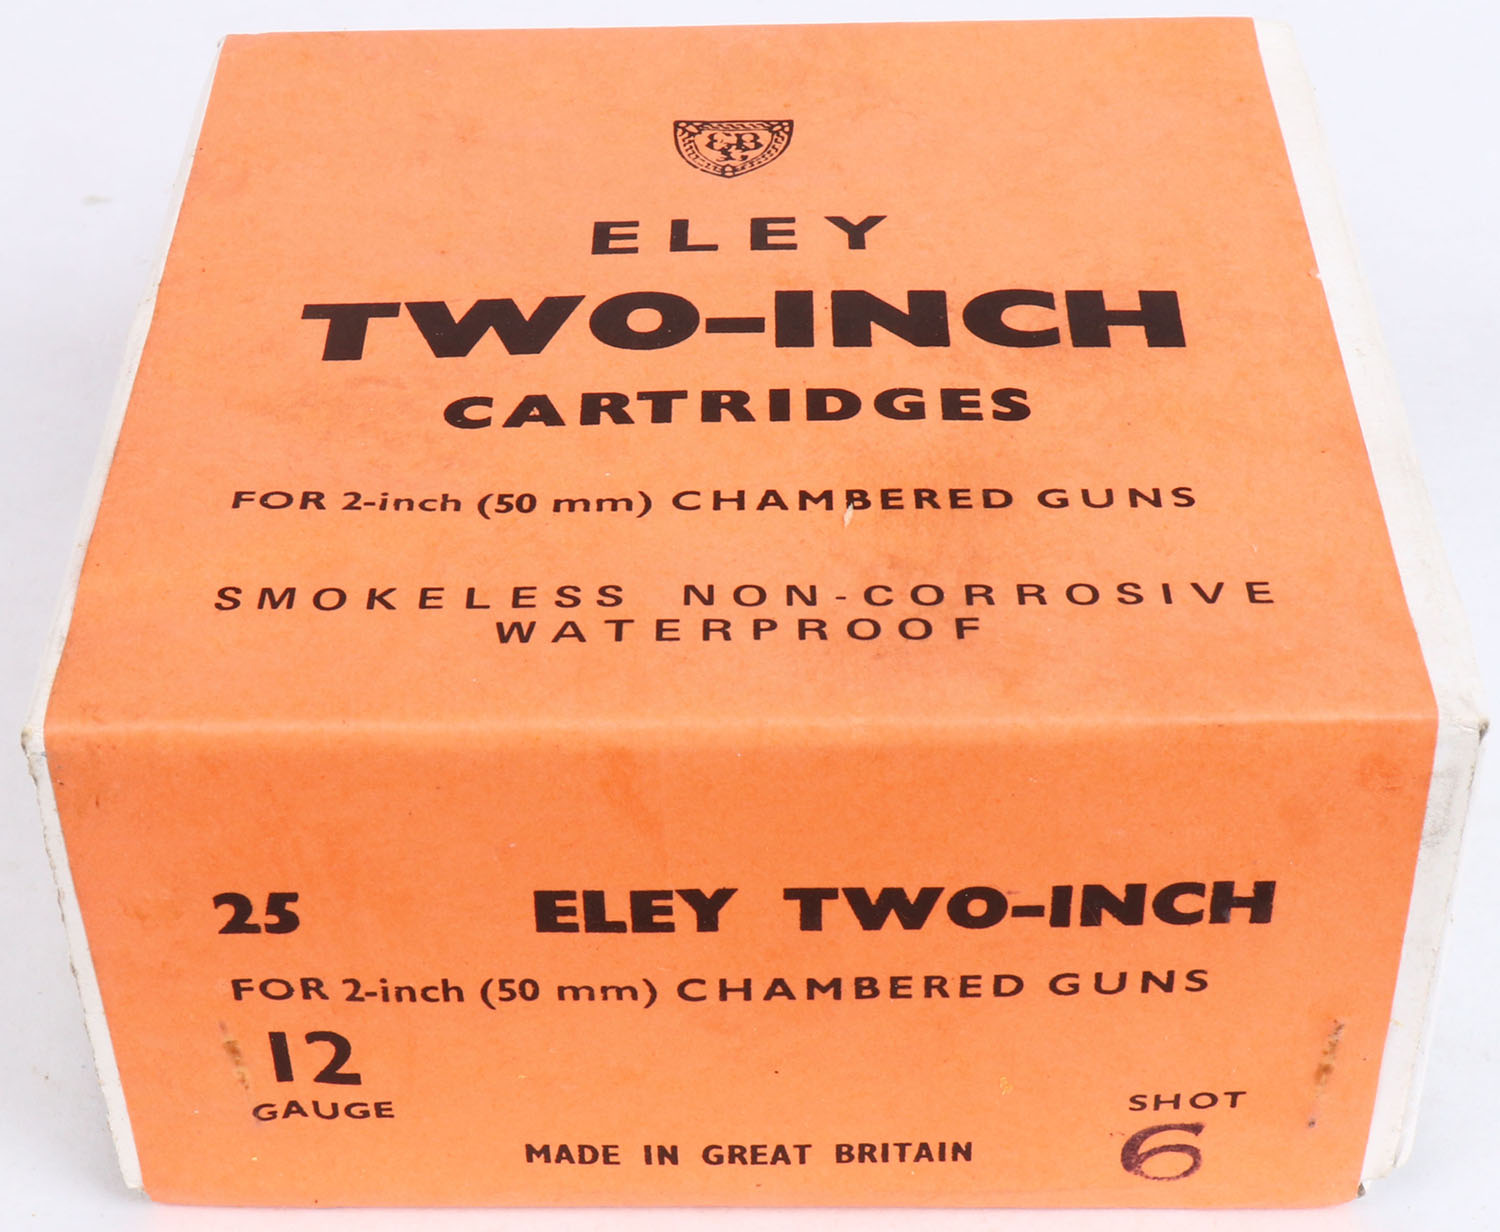 ELEY
TWO-INCH
CARTRIDGES
FOR 2-inch (50 mm) CHAMBERED GUNS
SMOKELESS NON-CORROSIVE
WATERPROOF
25 ELEY TWO-INCH
FOR 2-inch (50 mm) CHAMBERED GUNS
12
GAUGE
SHOT
6
MADE IN GREAT BRITAIN